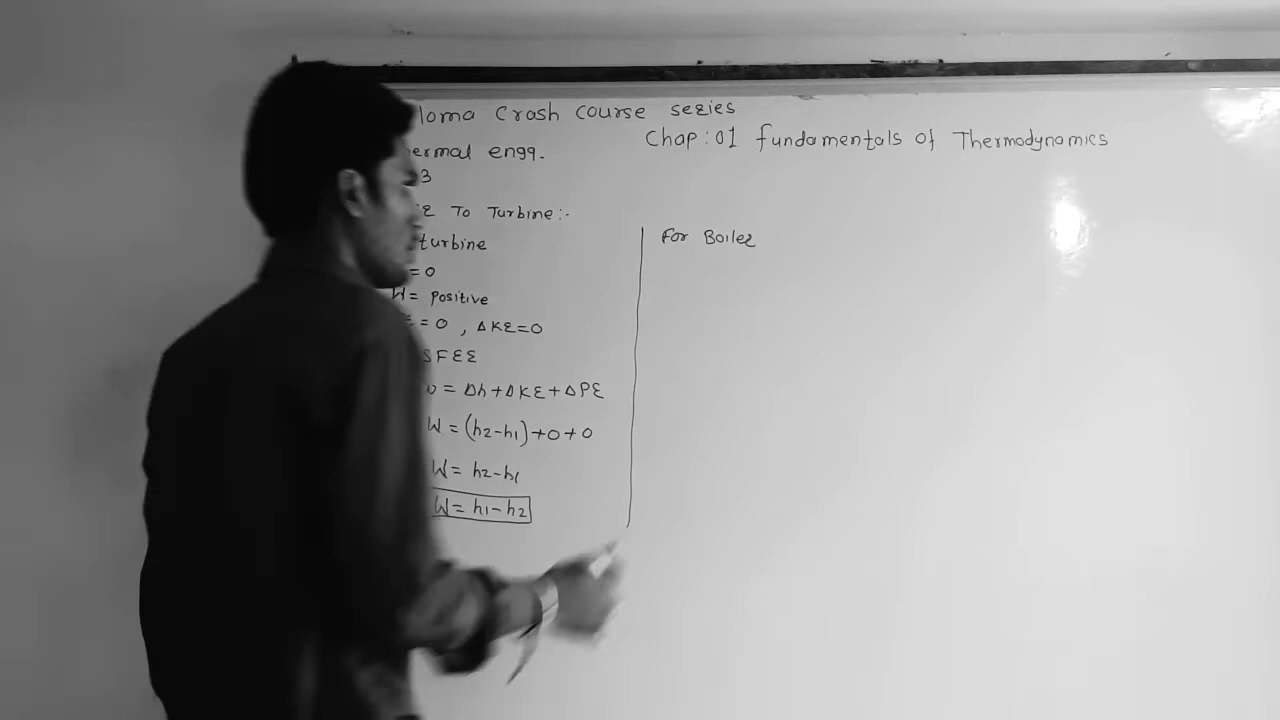 loma Crash course series
Chap:01 fundamentals of Thermodynamics
ermal engg.
3
To Turbine:-
turbine
=0
W= positive
=0, ΔKE=0
SFEE
= Δh+ΔKE+ΔPE
W=(h2-h1)+0+0
W= h2-h1
W= h1-h2
for Boiler